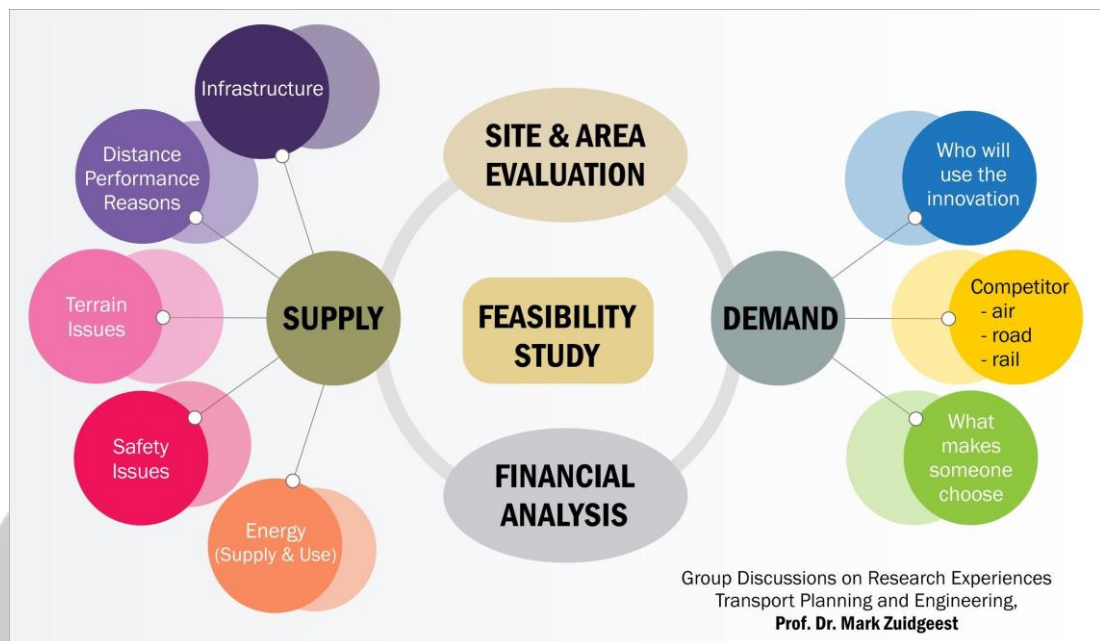 Infrastructure
Distance
Performance
Reasons
Terrain
Issues
Safety
Issues
Energy
(Supply & Use)
SUPPLY
SITE & AREA
EVALUATION
FEASIBILITY
STUDY
FINANCIAL
ANALYSIS
DEMAND
Who will
use the
innovation
Competitor
- air
- road
- rail
What
makes
someone
choose
Group Discussions on Research Experiences
Transport Planning and Engineering,
Prof. Dr. Mark Zuidgeest